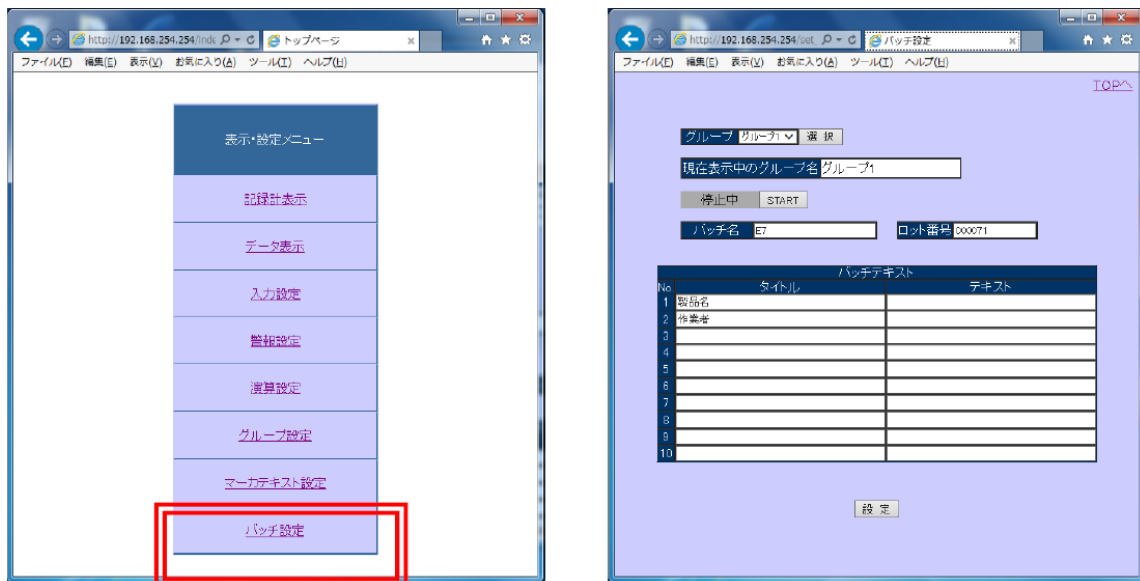 http://192.168.254.254/inde
トップページ
ファイル(F) 編集(E) 表示(V) お気に入り(A) ツール(T) ヘルプ(H)
表示・設定メニュー
記録計表示
データ表示
入力設定
警報設定
演算設定
グループ設定
マーカテキスト設定
バッチ設定
http://192.168.254.254/set_
バッチ設定
ファイル(F) 編集(E) 表示(V) お気に入り(A) ツール(T) ヘルプ(H)
TOPへ
グループ グループ1 選 択
現在表示中のグループ名 グループ1
停止中 START
バッチ名 E7 ロット番号 000071
バッチテキスト
No. タイトル テキスト
1 製品名
2 作業者
3
4
5
6
7
8
9
10
設 定